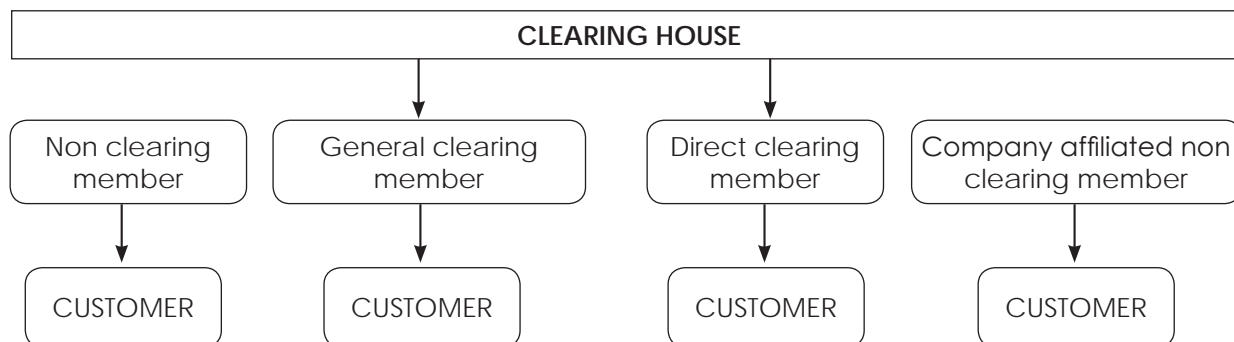 CLEARING HOUSE
Non clearing
member
General clearing
member
Direct clearing
member
Company affiliated non
clearing member
CUSTOMER
CUSTOMER
CUSTOMER
CUSTOMER